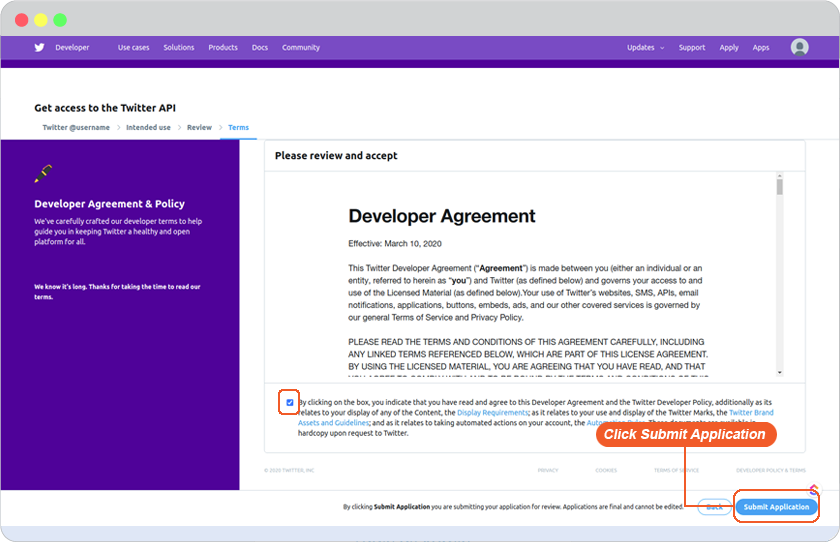 Developer
Use cases
Solutions
Products
Docs
Community
Updates
Support
Apply
Apps
Get access to the Twitter API
Twitter @username
Intended use
Review
Terms
Developer Agreement & Policy
We've carefully crafted our developer terms to help
guide you in keeping Twitter a healthy and open
platform for all.
We know it's long. Thanks for taking the time to read our
terms.
Please review and accept
Developer Agreement
Effective: March 10, 2020
This Twitter Developer Agreement (“Agreement”) is made between you (either an individual or an
entity, referred to herein as “you”) and Twitter (as defined below) and governs your access to and
use of the Licensed Material (as defined below).Your use of Twitter's websites, SMS, APIs, email
notifications, applications, buttons, embeds, ads, and our other covered services is governed by
our general Terms of Service and Privacy Policy.
PLEASE READ THE TERMS AND CONDITIONS OF THIS AGREEMENT CAREFULLY, INCLUDING
ANY LINKED TERMS REFERENCED BELOW, WHICH ARE PART OF THIS LICENSE AGREEMENT.
BY USING THE LICENSED MATERIAL, YOU ARE AGREEING THAT YOU HAVE READ, AND THAT
By clicking on the box, you indicate that you have read and agree to this Developer Agreement and the Twitter Developer Policy, additionally as its
relates to your display of any of the Content, the Display Requirements; as it relates to your use and display of the Twitter Marks, the Twitter Brand
Assets and Guidelines; and as it relates to taking automated actions on your account, the
hardcopy upon request to Twitter.
Click Submit Application
© 2020 TWITTER, INC
PRIVACY
COOKIES
TERMS OF SERVICE
DEVELOPER POLICY & TERMS
By clicking Submit Application you are submitting your application for review. Applications are final and cannot be edited.
Back
Submit Application